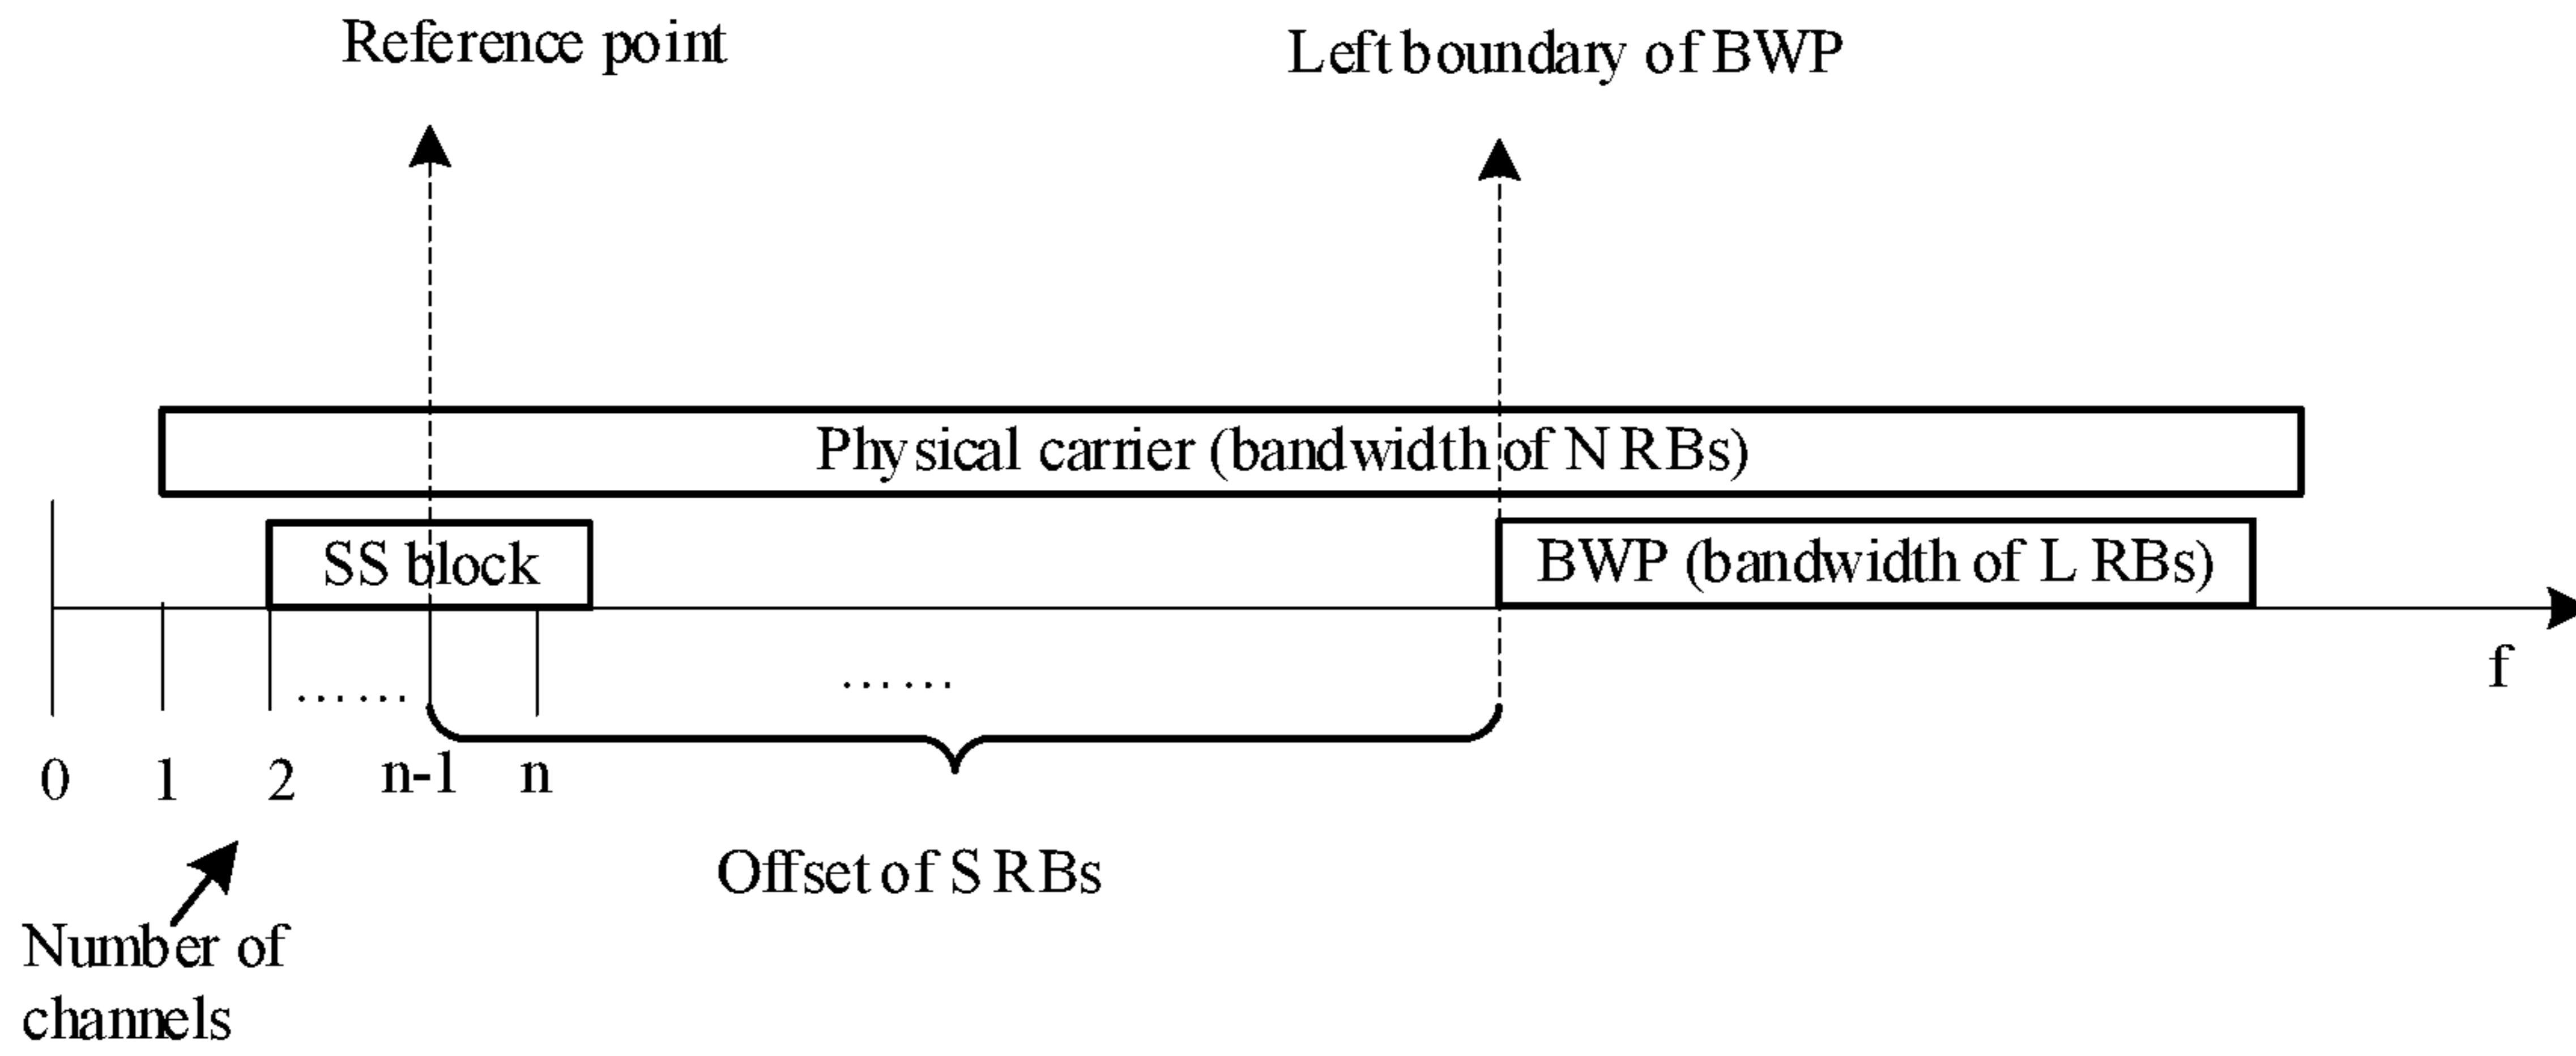 Reference point
Left boundary of BWP
Physical carrier (bandwidth of N RBs)
SS block
BWP (bandwidth of L RBs)
f
......
......
0 1 2 n-1 n
Offset of S RBs
Number of
channels